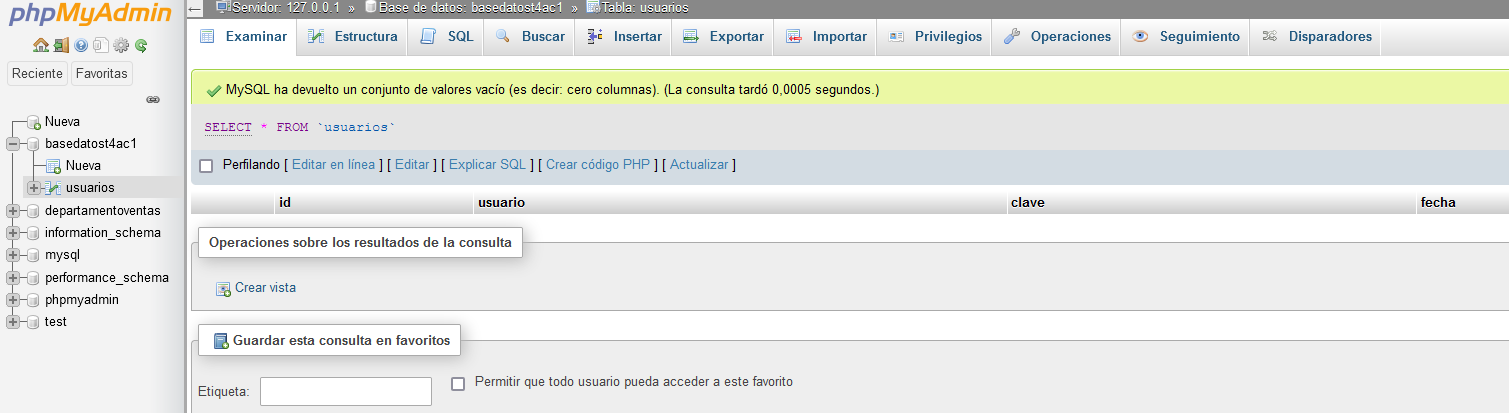 phpMyAdmin
Reciente Favoritas
Nueva
basedatost4ac1
Nueva
usuarios
departamentoventas
information_schema
mysql
performance_schema
phpmyadmin
test
Servidor: 127.0.0.1 » Base de datos: basedatost4ac1 » Tabla: usuarios
Examinar Estructura SQL Buscar Insertar Exportar Importar Privilegios Operaciones Seguimiento Disparadores
MySQL ha devuelto un conjunto de valores vacío (es decir: cero columnas). (La consulta tardó 0,0005 segundos.)
SELECT * FROM `usuarios`
Perfilando [ Editar en línea ] [ Editar ] [ Explicar SQL ] [ Crear código PHP ] [ Actualizar ]
id usuario clave fecha
Operaciones sobre los resultados de la consulta
Crear vista
Guardar esta consulta en favoritos
Etiqueta: Permitir que todo usuario pueda acceder a este favorito